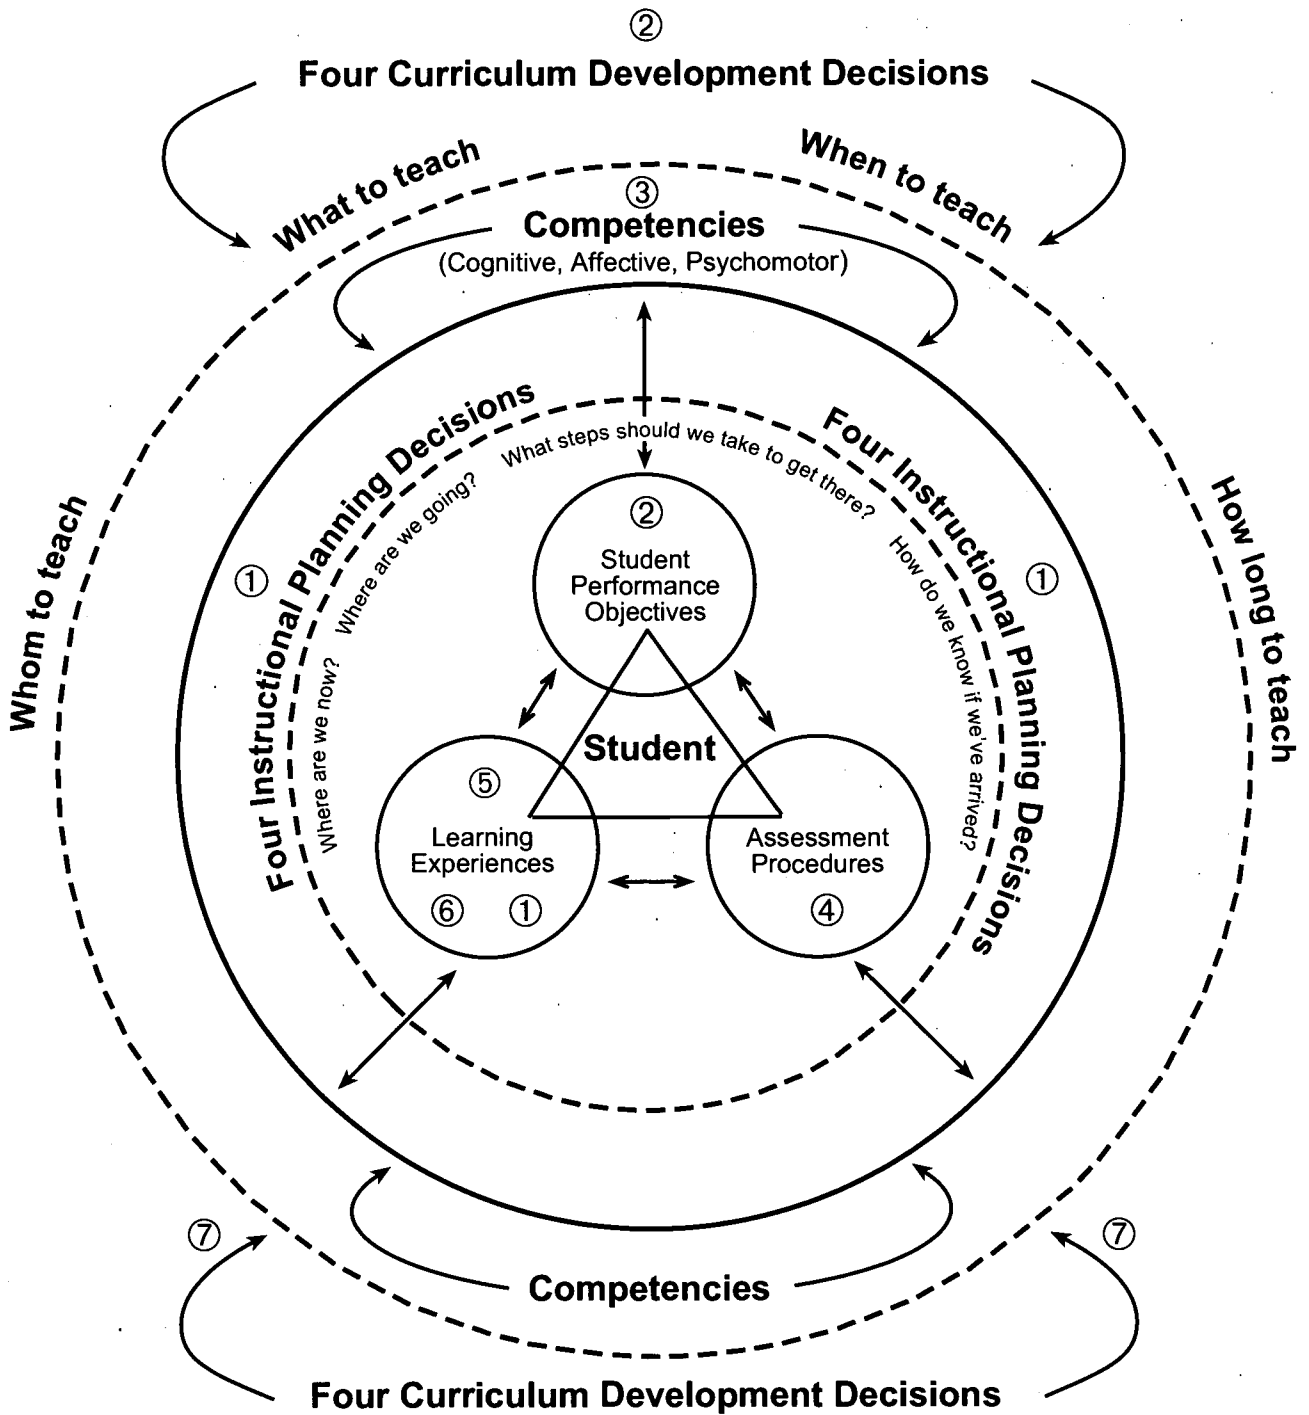 ②
Four Curriculum Development Decisions
What to teach
When to teach
③
Competencies
(Cognitive, Affective, Psychomotor)
Four Instructional Planning Decisions
Four Instructional Planning Decisions
What steps should we take to get there?
Where are we going?
Where are we now?
How do we know if we've arrived?
Whom to teach
How long to teach
①
①
②
Student
Performance
Objectives
Student
⑤
Learning
Experiences
⑥ ①
Assessment
Procedures
④
⑦
⑦
Competencies
Four Curriculum Development Decisions